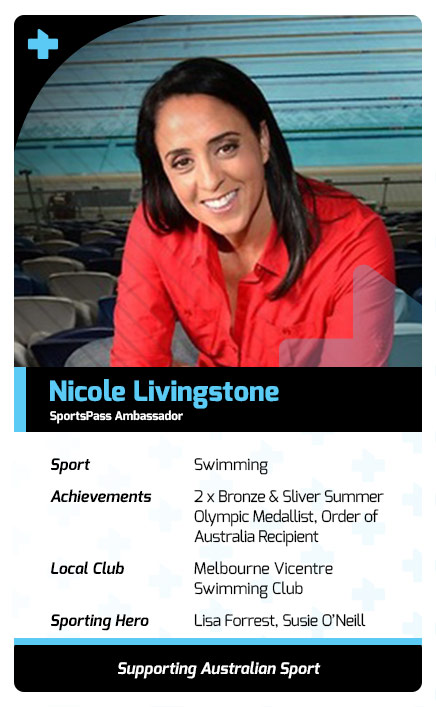 Nicole Livingstone
SportsPass Ambassador
Sport Swimming
Achievements 2 x Bronze & Sliver Summer
Olympic Medallist, Order of
Australia Recipient
Local Club Melbourne Vicentre
Swimming Club
Sporting Hero Lisa Forrest, Susie O'Neill
Supporting Australian Sport